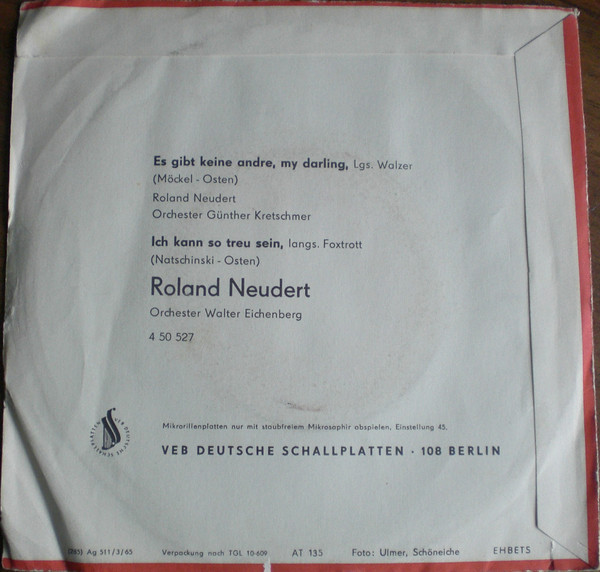 Es gibt keine andre, my darling, Lgs. Walzer
(Möckel - Osten)
Roland Neudert
Orchester Günther Kretschmer
Ich kann so treu sein, langs. Foxtrott
(Natschinski - Osten)
Roland Neudert
Orchester Walter Eichenberg
4 50 527
Mikrorillenplatten nur mit staubfreiem Mikrosaphir abspielen. Einstellung 45.
VEB DEUTSCHE SCHALLPLATTEN
VEB DEUTSCHE SCHALLPLATTEN · 108 BERLIN
Ag 511/3/65 Verpackung nach TGL 10-609 AT 135 Foto: Ulmer, Schöneiche EHBETS